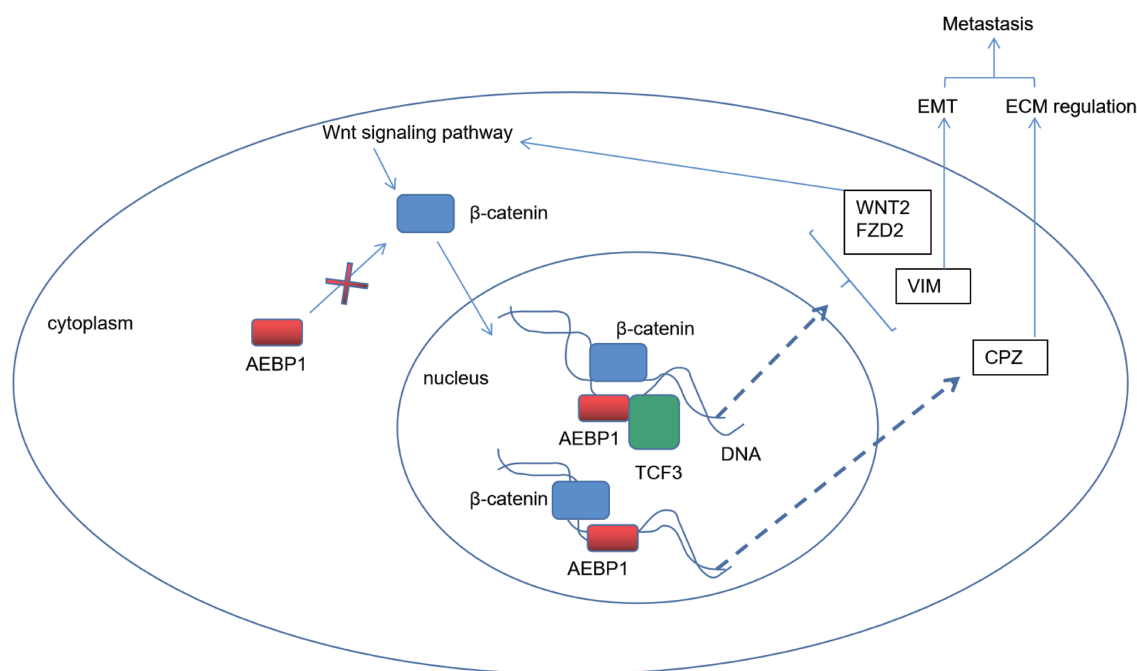 Metastasis
EMT
ECM regulation
Wnt signaling pathway
β-catenin
WNT2
FZD2
VIM
cytoplasm
AEBP1
CPZ
nucleus
β-catenin
AEBP1
TCF3
DNA
β-catenin
AEBP1